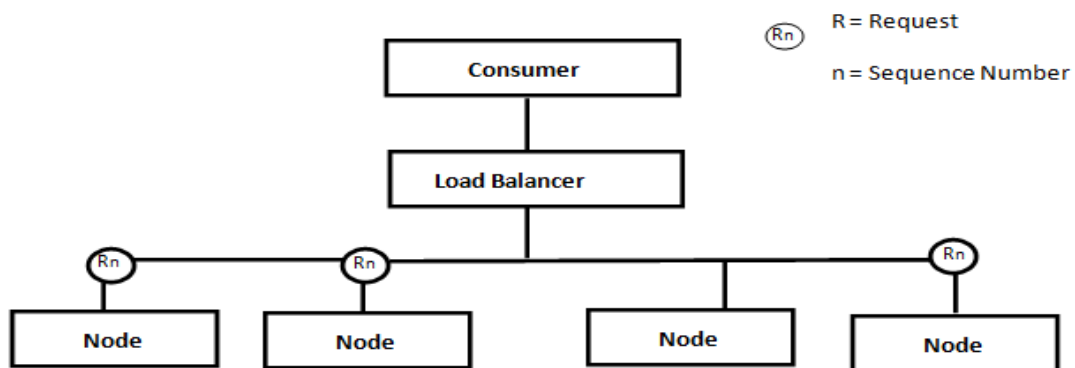 R = Request
Rn
n = Sequence Number
Consumer
Load Balancer
Rn
Rn
Rn
Node
Node
Node
Node